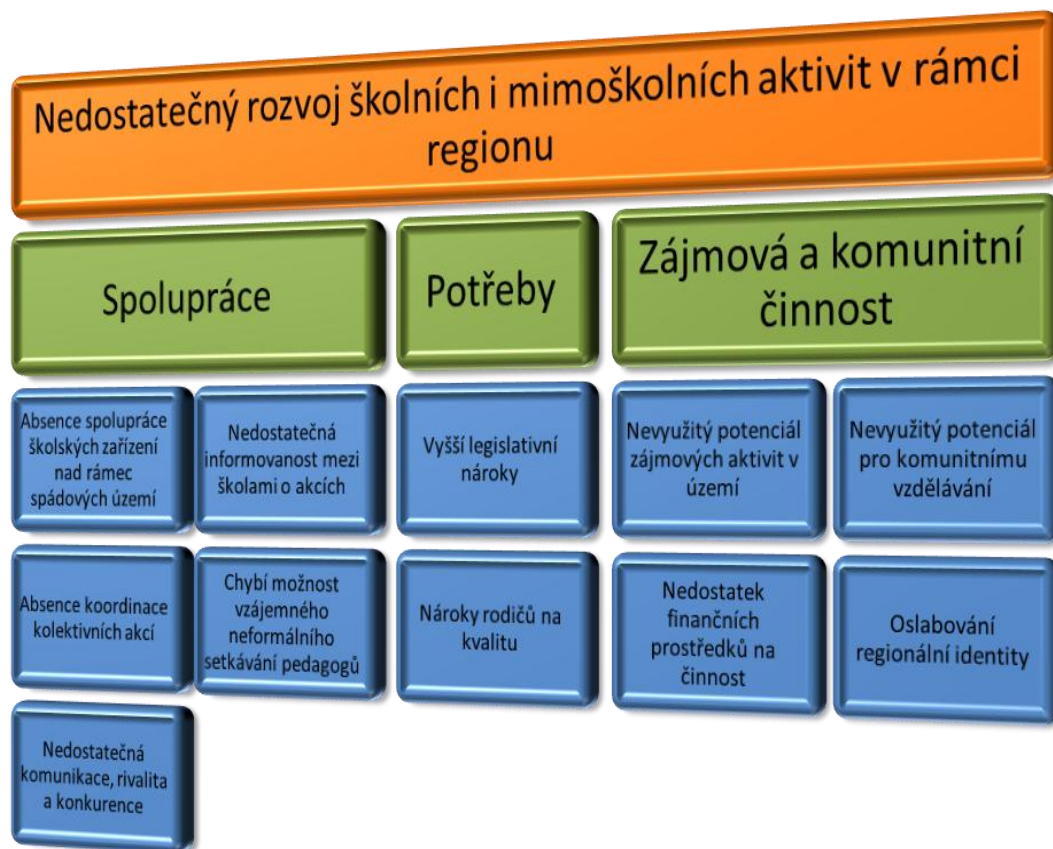 Nedostatečný rozvoj školních i mimoškolních aktivit v rámci
regionu
Spolupráce
Potřeby
Zájmová a komunitní
činnost
Absence spolupráce
školských zařízení
nad rámec
spádových území
Nedostatečná
informovanost mezi
školami o akcích
Vyšší legislativní
nároky
Nevyužitý potenciál
zájmových aktivit v
území
Nevyužitý potenciál
pro komunitnímu
vzdělávání
Absence koordinace
kolektivních akcí
Chybí možnost
vzájemného
neformálního
setkávání pedagogů
Nároky rodičů na
kvalitu
Nedostatek
finančních
prostředků na
činnost
Oslabování
regionální identity
Nedostatečná
komunikace, rivalita
a konkurence